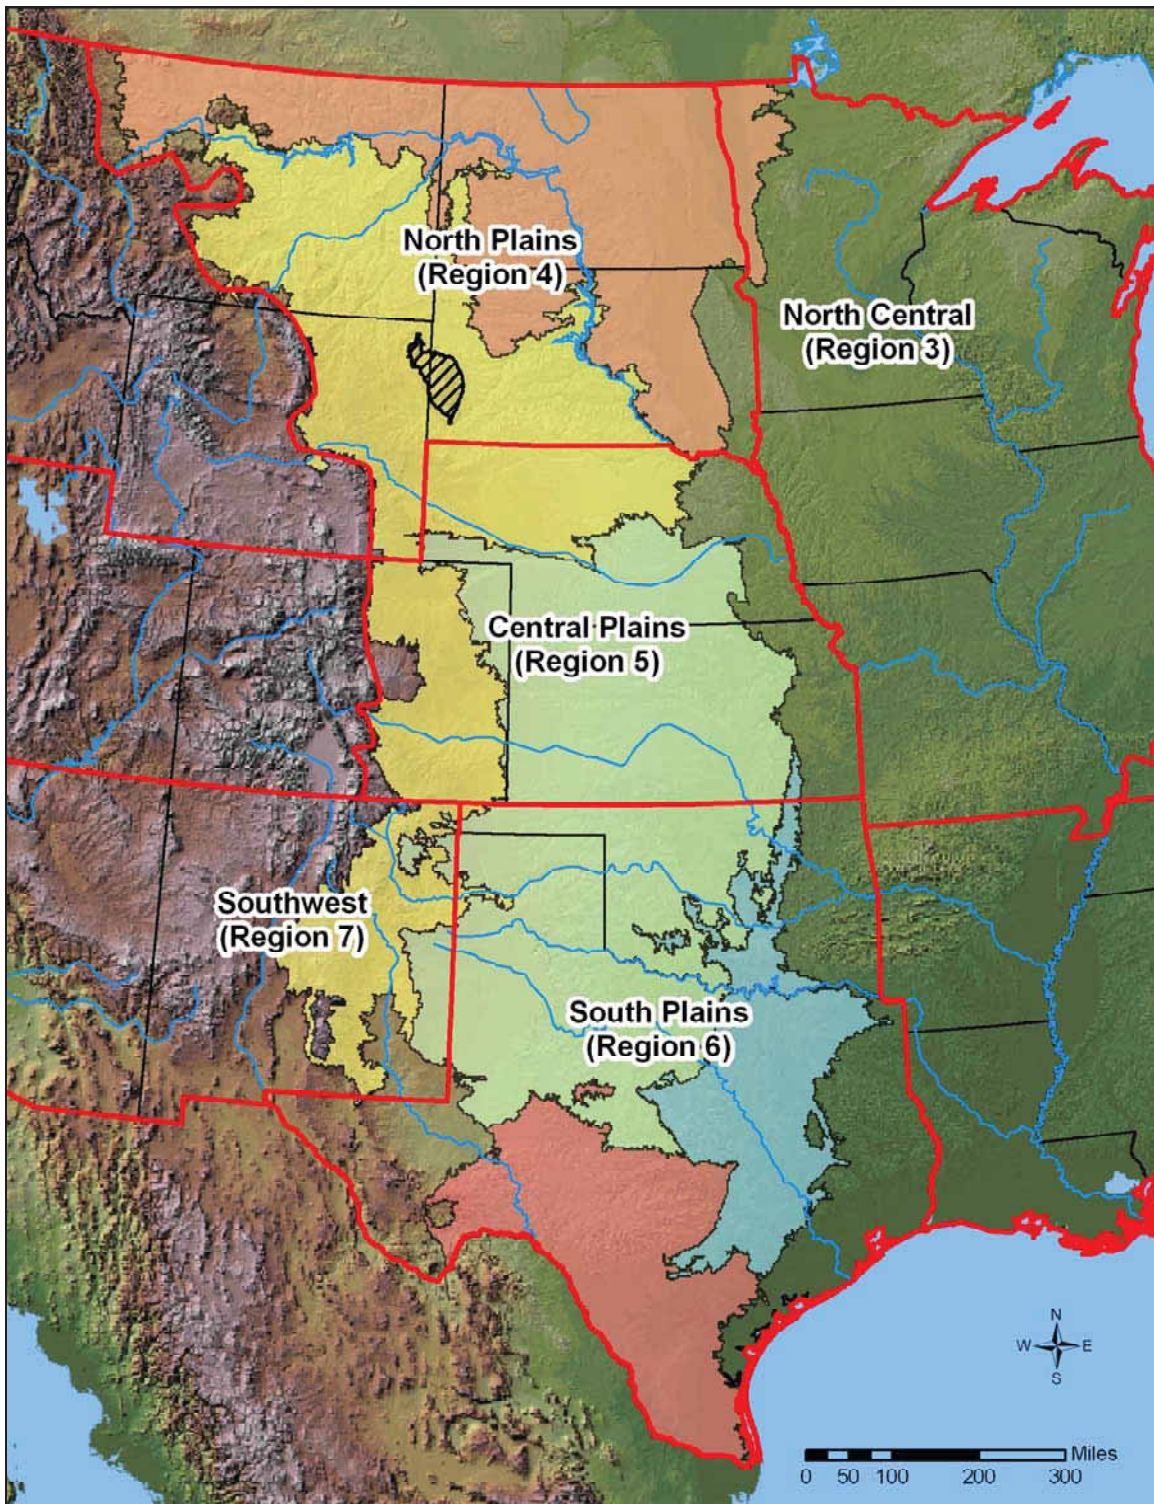 North Plains
(Region 4)
North Central
(Region 3)
Central Plains
(Region 5)
Southwest
(Region 7)
South Plains
(Region 6)
N
W E
S
Miles
0 50 100 200 300